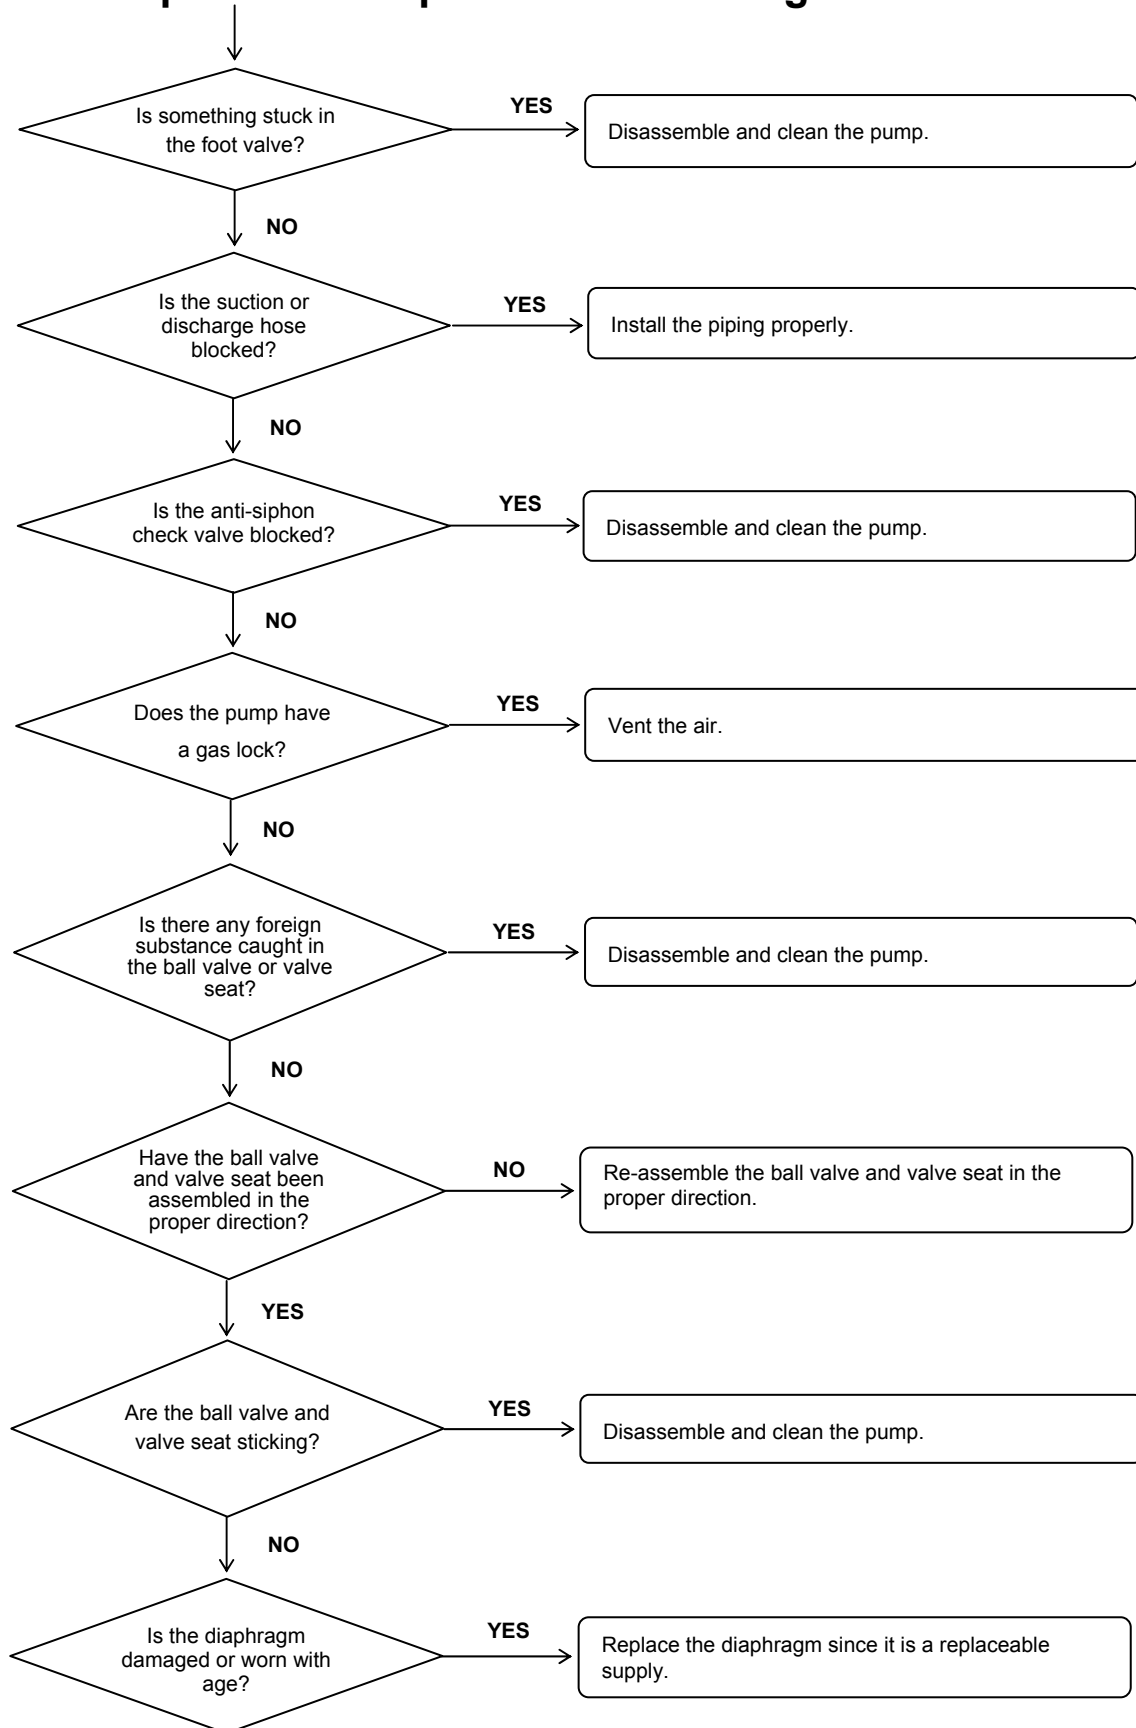 Is something stuck in
the foot valve?
YES
Disassemble and clean the pump.
NO
Is the suction or
discharge hose
blocked?
YES
Install the piping properly.
NO
Is the anti-siphon
check valve blocked?
YES
Disassemble and clean the pump.
NO
Does the pump have
a gas lock?
YES
Vent the air.
NO
Is there any foreign
substance caught in
the ball valve or valve
seat?
YES
Disassemble and clean the pump.
NO
Have the ball valve
and valve seat been
assembled in the
proper direction?
NO
Re-assemble the ball valve and valve seat in the
proper direction.
YES
Are the ball valve and
valve seat sticking?
YES
Disassemble and clean the pump.
NO
Is the diaphragm
damaged or worn with
age?
YES
Replace the diaphragm since it is a replaceable
supply.